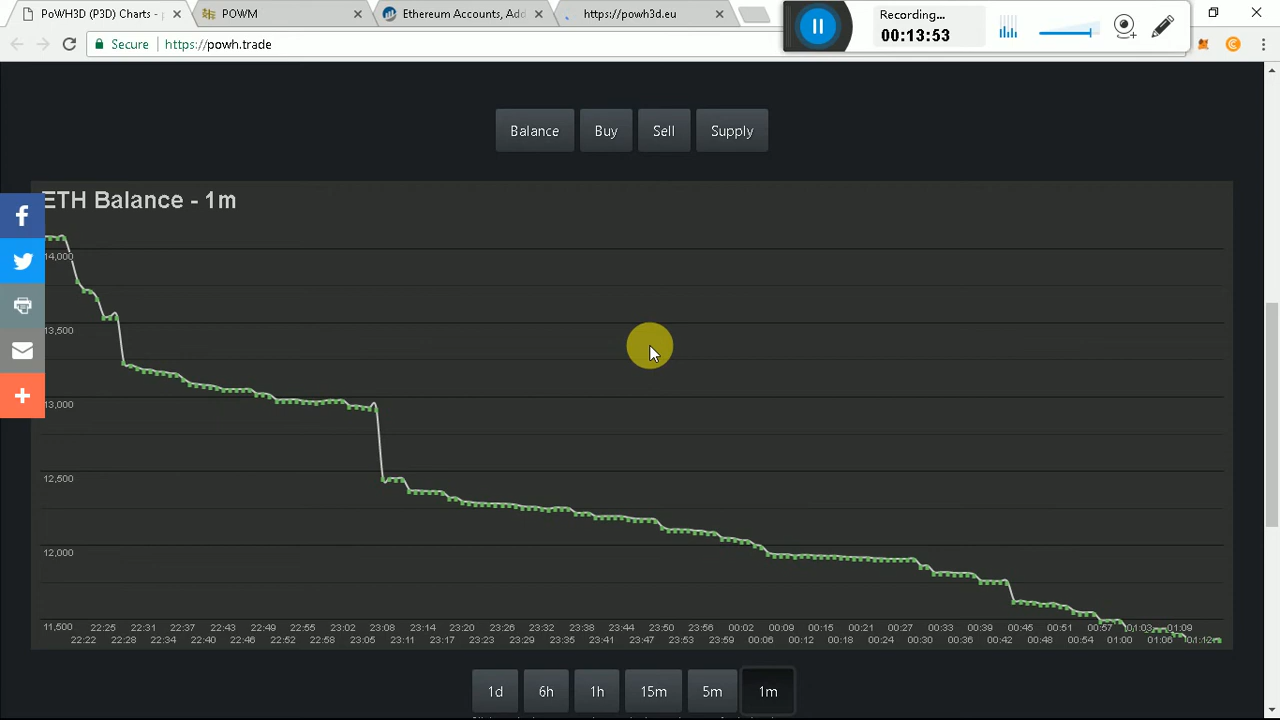 PoWH3D (P3D) Charts - p
POWM
Ethereum Accounts, Add
https://powh3d.eu
Recording...
00:13:53
Secure
https://powh.trade
Balance
Buy
Sell
Supply
ETH Balance - 1m
14,000
13,500
13,000
12,500
12,000
11,500
22:25 22:31 22:37 22:43 22:49 22:55 23:02 23:08 23:14 23:20 23:26 23:32 23:38 23:44 23:50 23:56 00:02 00:09 00:15 00:21 00:27 00:33 00:39 00:45 00:51 00:57 01:03 01:09
22:22 22:28 22:34 22:40 22:46 22:52 22:58 23:05 23:11 23:17 23:23 23:29 23:35 23:41 23:47 23:53 23:59 00:06 00:12 00:18 00:24 00:30 00:36 00:42 00:48 00:54 01:00 01:06 01:12
1d
6h
1h
15m
5m
1m